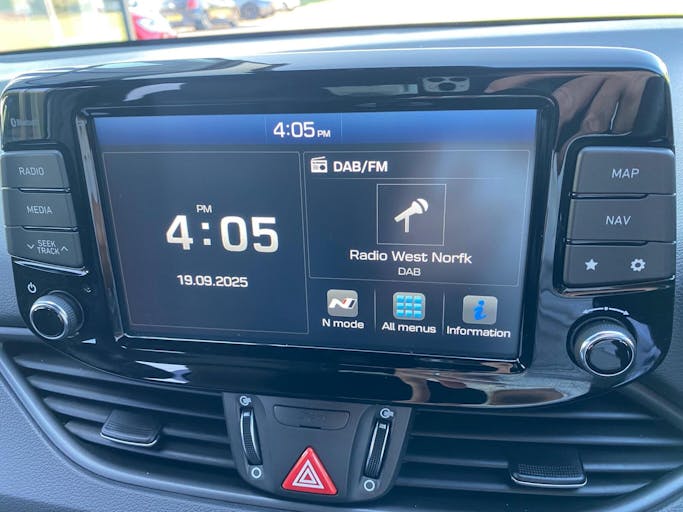 Bluetooth
4:05 PM
RADIO
MEDIA
SEEK
TRACK
PM
4:05
19.09.2025
DAB/FM
Radio West Norfk
DAB
N
N mode
All menus
i
Information
MAP
NAV